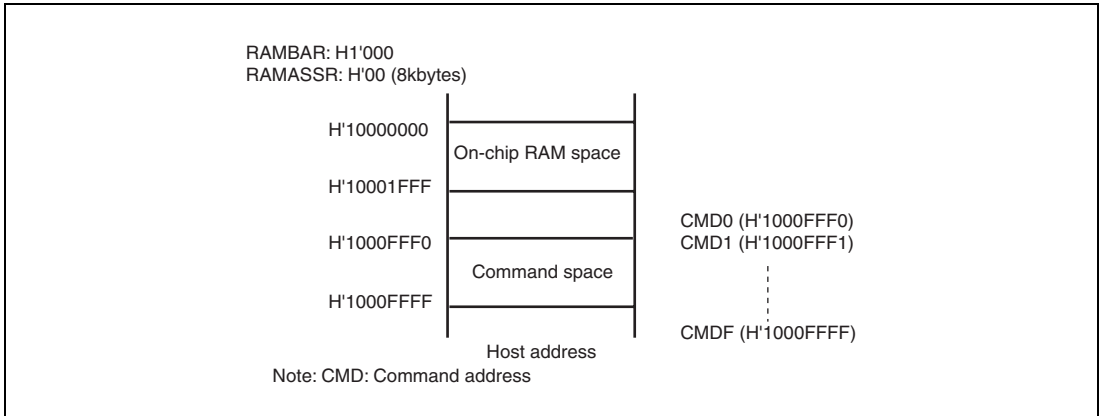 RAMBAR: H1'000
RAMASSR: H'00 (8kbytes)
H'10000000
On-chip RAM space
H'10001FFF
CMD0 (H'1000FFF0)
H'1000FFF0
CMD1 (H'1000FFF1)
Command space
H'1000FFFF
CMDF (H'1000FFFF)
Host address
Note: CMD: Command address